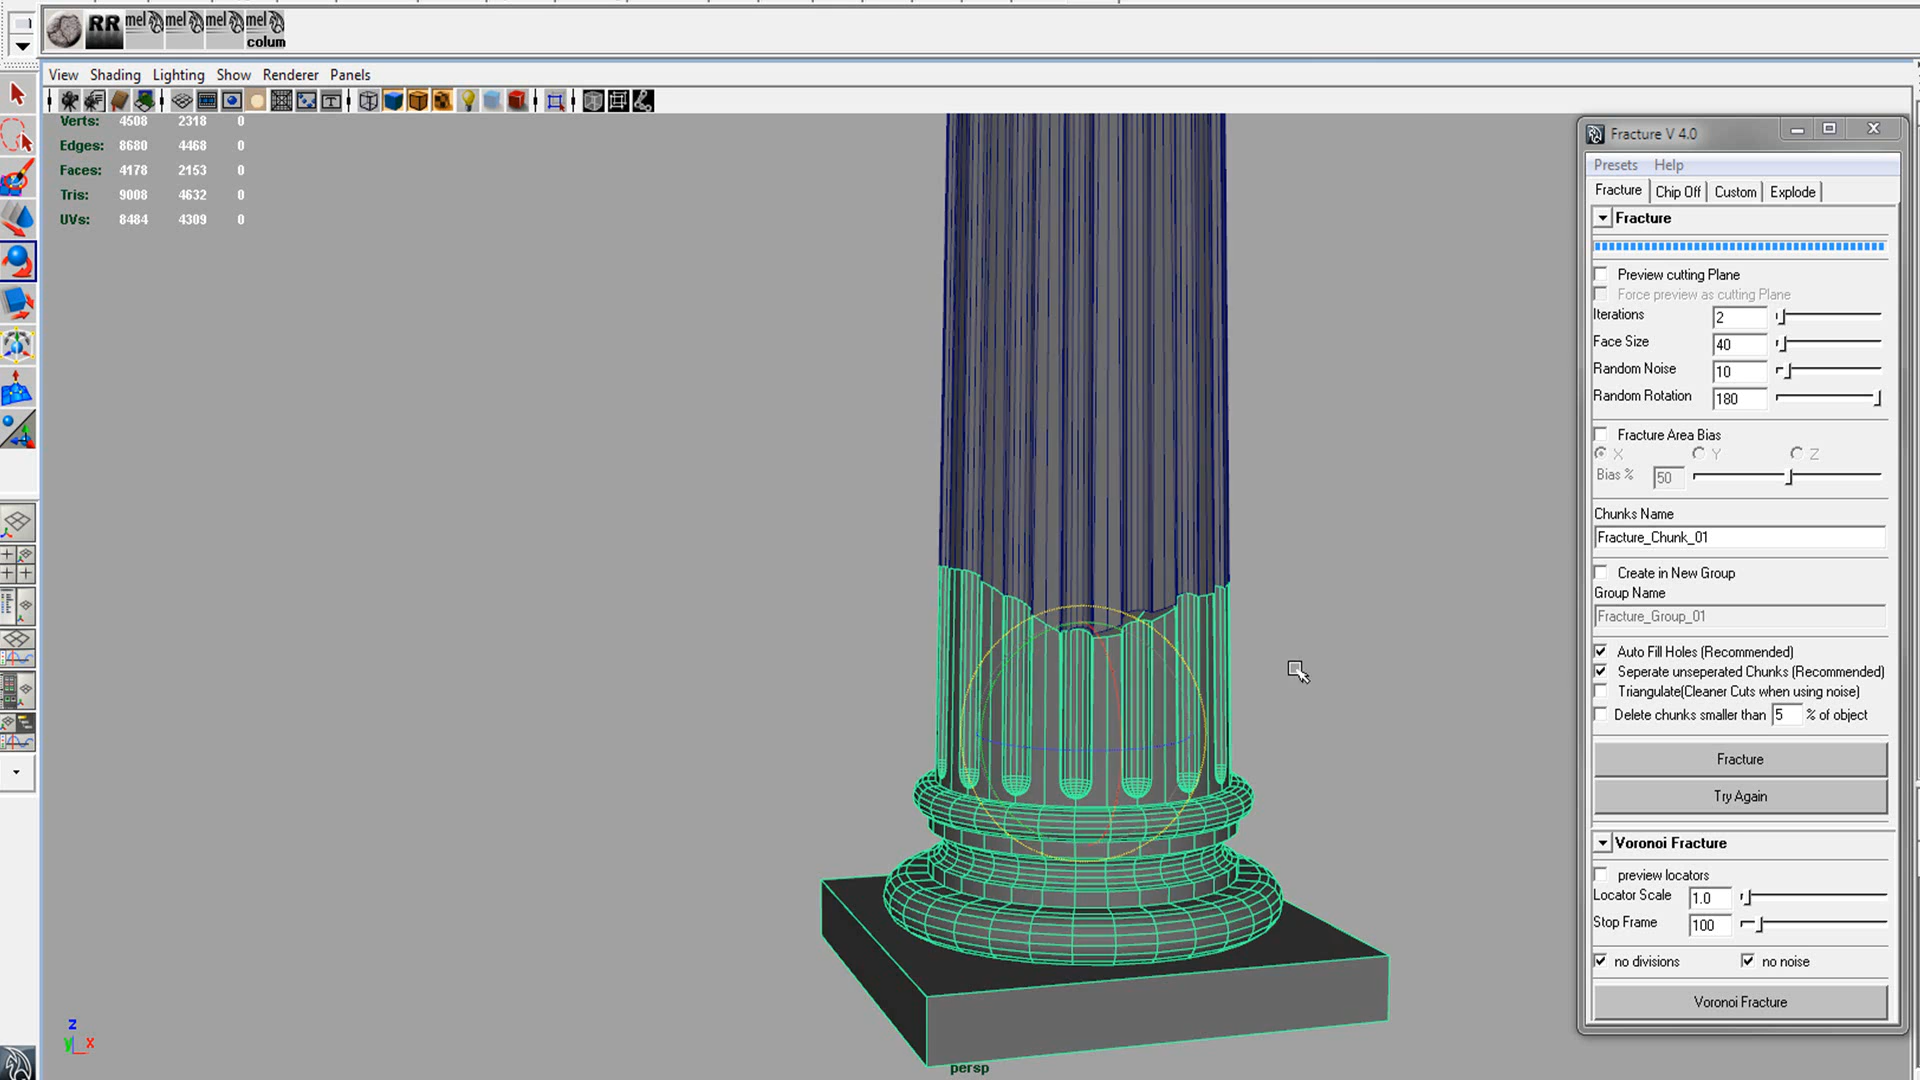 RR
mel mel mel mel
colum
View Shading Lighting Show Renderer Panels
Verts: 4508 2318 0
Edges: 8680 4468 0
Faces: 4178 2153 0
Tris: 9008 4632 0
UVs: 8484 4309 0
Fracture V 4.0
Presets Help
Fracture Chip Off Custom Explode
Fracture
Preview cutting Plane
Force preview as cutting Plane
Iterations 2
Face Size 40
Random Noise 10
Random Rotation 180
Fracture Area Bias
X Y Z
Bias % 50
Chunks Name
Fracture_Chunk_01
Create in New Group
Group Name
Fracture_Group_01
Auto Fill Holes (Recommended)
Seperate unseperated Chunks (Recommended)
Triangulate(Cleaner Cuts when using noise)
Delete chunks smaller than 5 % of object
Fracture
Try Again
Voronoi Fracture
preview locators
Locator Scale 1.0
Stop Frame 100
no divisions no noise
Voronoi Fracture
z
y x
persp